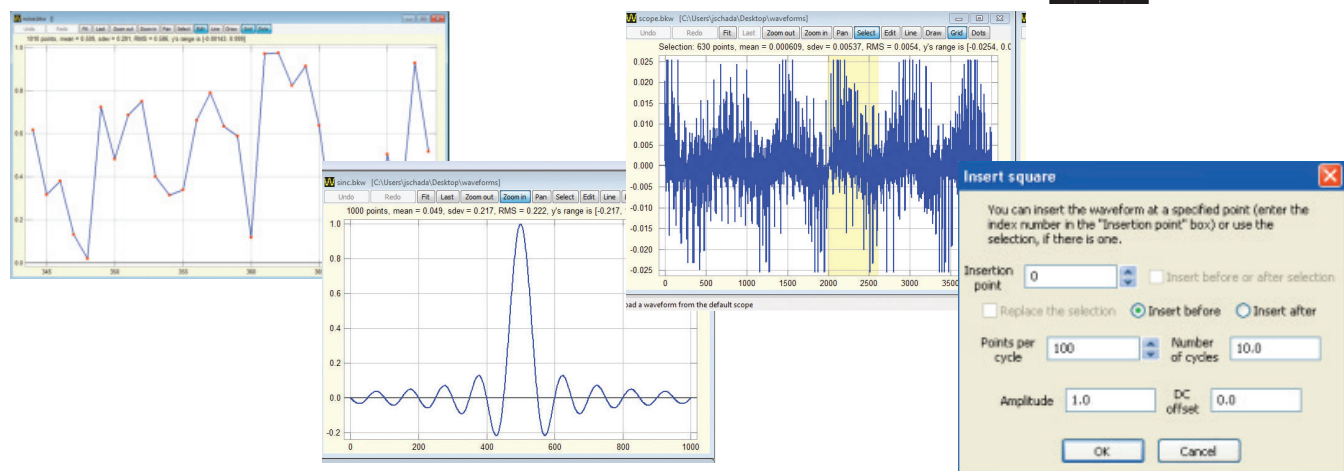 noise.bkw
Undo Redo Fit Last Zoom out Zoom in Pan Select Edit Line Draw Grid Dots
1.0
0.8
0.6
0.4
0.2
0.0
345 350 355
sinc.bkw [C:\Users\jschada\Desktop\waveforms]
Undo Redo Fit Last Zoom out Zoom in Pan Select Edit Line
1000 points, mean = 0.049, sdev = 0.217, RMS = 0.222, y's range is [-0.217,
1.0
0.8
0.6
0.4
0.2
0.0
-0.2
0 200 400 600 800 1000
scope.bkw [C:\Users\jschada\Desktop\waveforms]
Undo Redo Fit Last Zoom out Zoom in Pan Select Edit Line Draw Grid Dots
Selection: 630 points, mean = 0.000609, sdev = 0.00537, RMS = 0.0054, y's range is [-0.0254, 0.0
0.025
0.020
0.015
0.010
0.005
0.000
-0.005
-0.010
-0.015
-0.020
-0.025
0 500 1000 1500 2000 2500 3000 3500
oad a waveform from the default scope
Insert square
You can insert the waveform at a specified point (enter the
index number in the "Insertion point" box) or use the
selection, if there is one.
Insertion point 0 Insert before or after selection
Replace the selection Insert before Insert after
Points per cycle 100 Number of cycles 10.0
Amplitude 1.0 DC offset 0.0
OK Cancel